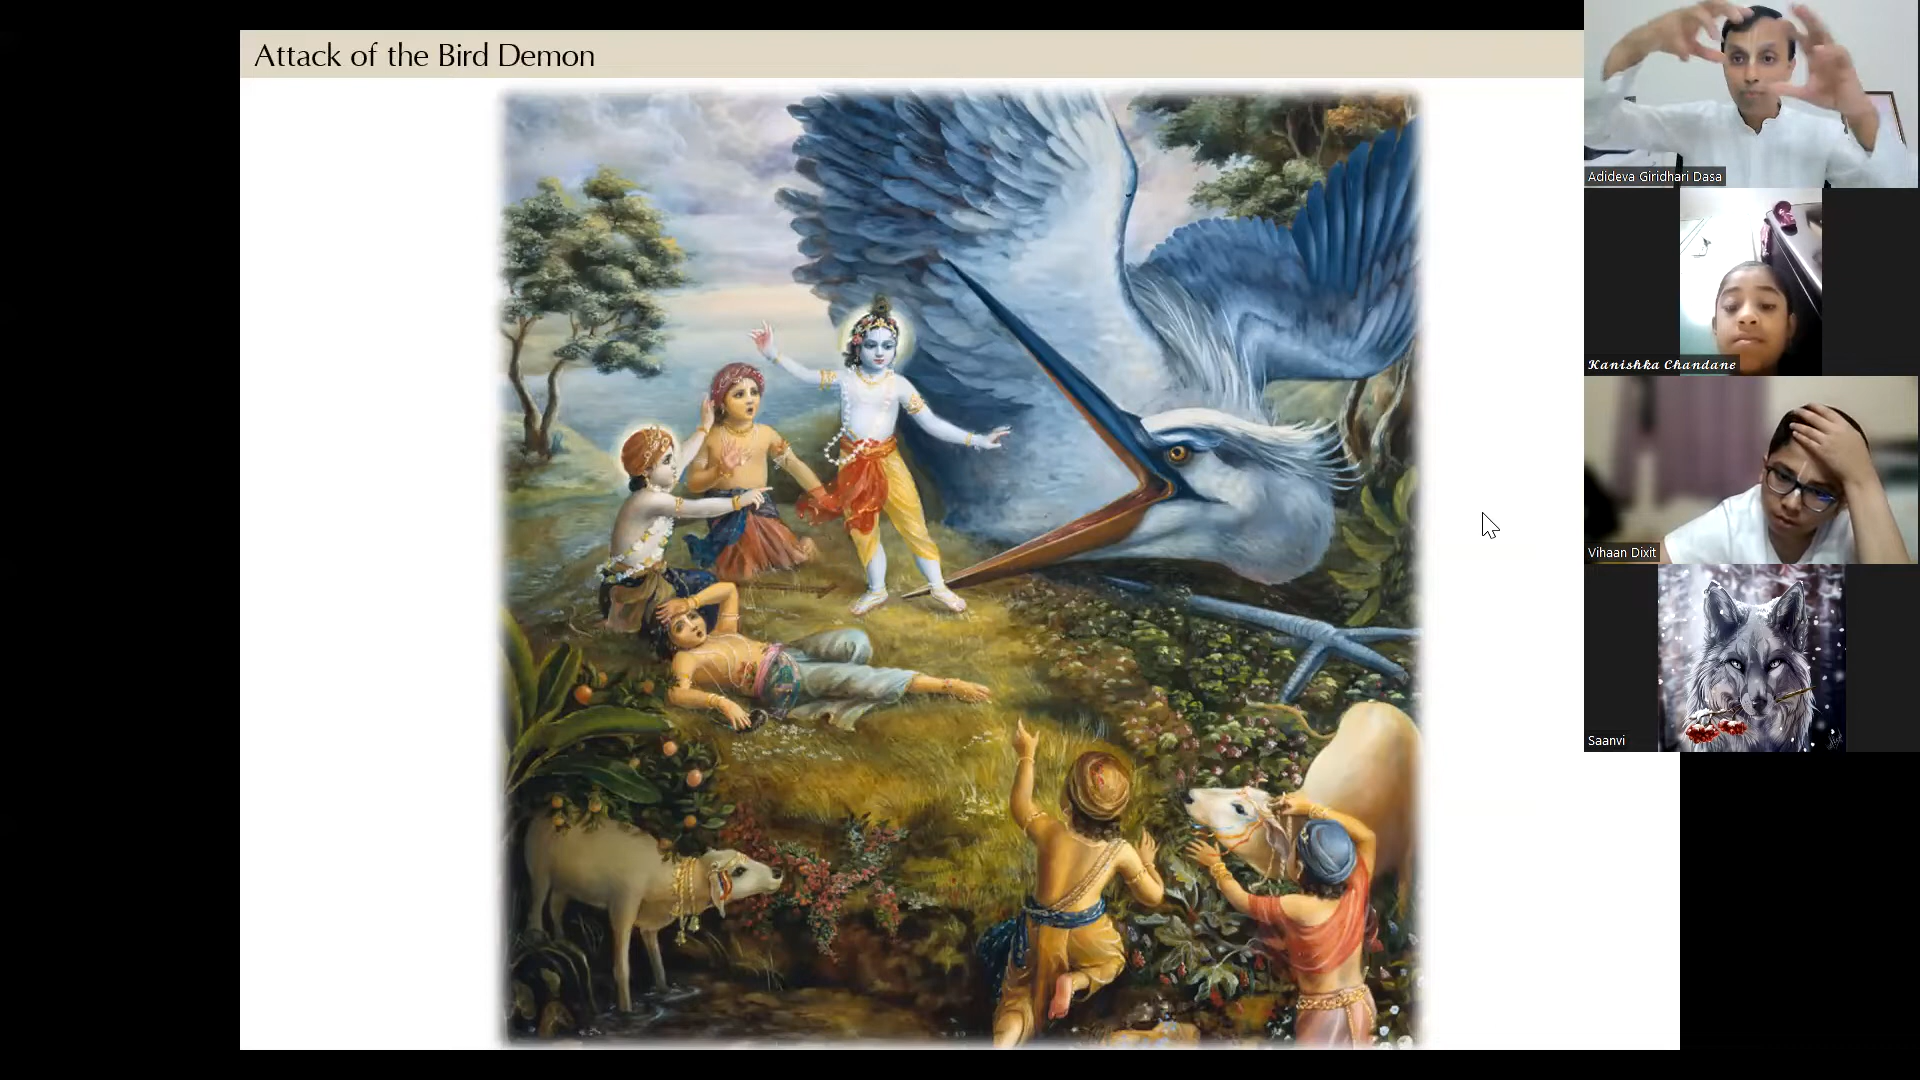 Attack of the Bird Demon
Adideva Giridhari Dasa
Kanishka Chandane
Vihaan Dixit
Saanvi